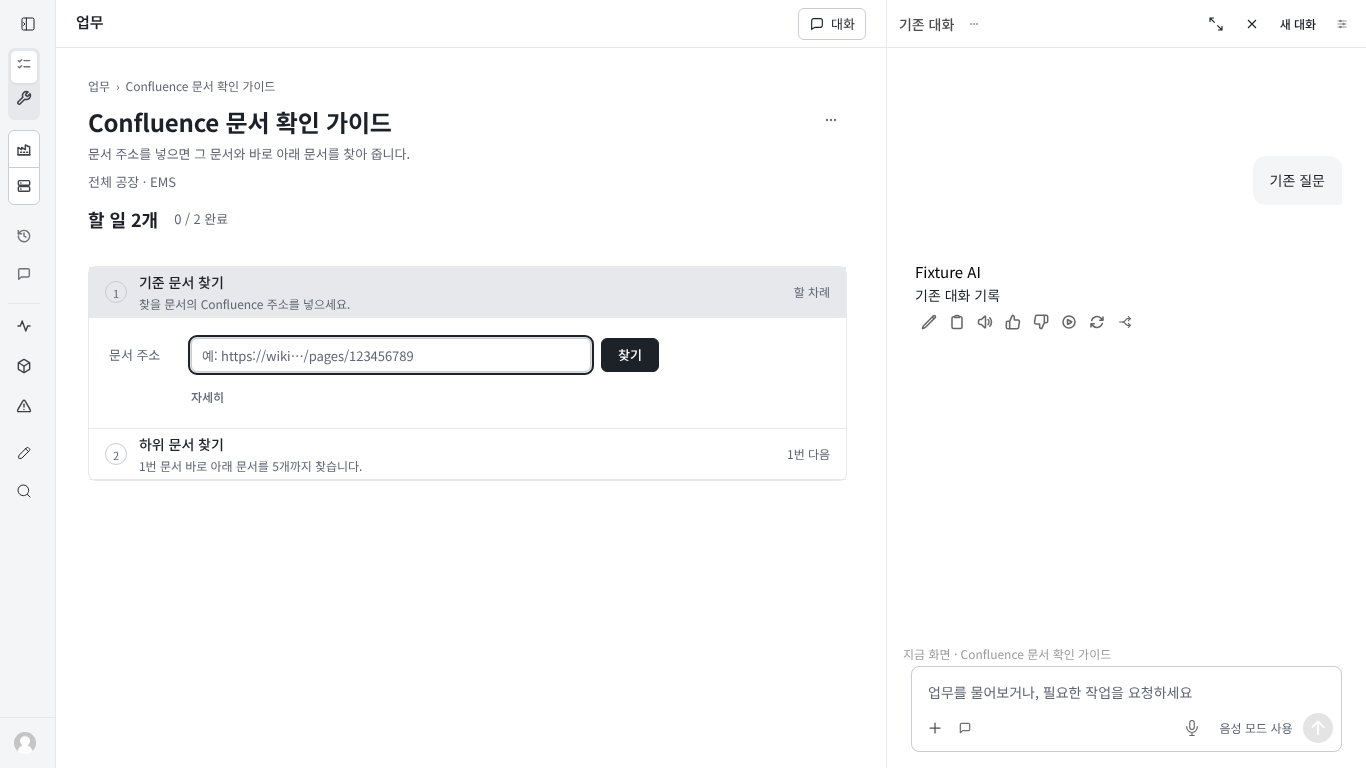 업무
대화
업무 › Confluence 문서 확인 가이드
Confluence 문서 확인 가이드
문서 주소를 넣으면 그 문서와 바로 아래 문서를 찾아 줍니다.
전체 공장 · EMS
할 일 2개 0 / 2 완료
1 기준 문서 찾기
찾을 문서의 Confluence 주소를 넣으세요.
할 차례
문서 주소 예: https://wiki…/pages/123456789 찾기
자세히
2 하위 문서 찾기
1번 문서 바로 아래 문서를 5개까지 찾습니다.
1번 다음
기존 대화 ... 새 대화
기존 질문
Fixture AI
기존 대화 기록
지금 화면 · Confluence 문서 확인 가이드
업무를 물어보거나, 필요한 작업을 요청하세요
음성 모드 사용